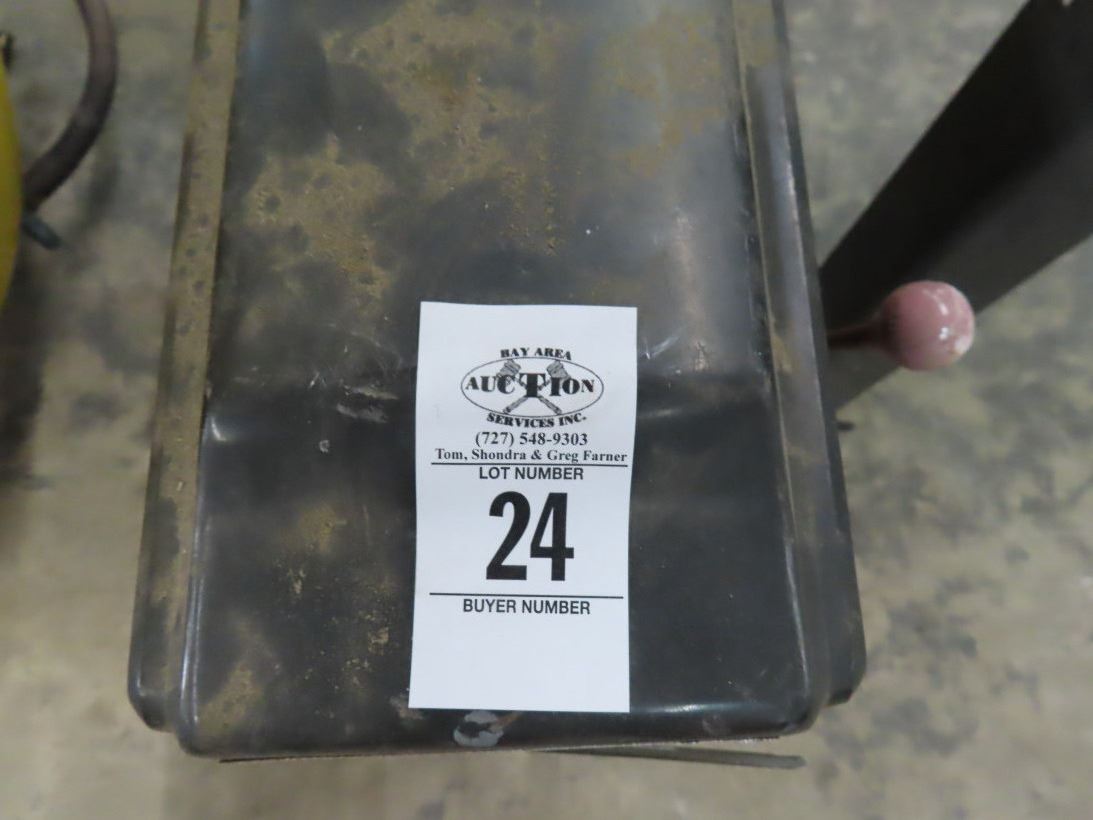 BAY AREA
AUCTION
SERVICES INC.
(727) 548-9303
Tom, Shondra & Greg Farner
LOT NUMBER
24
BUYER NUMBER